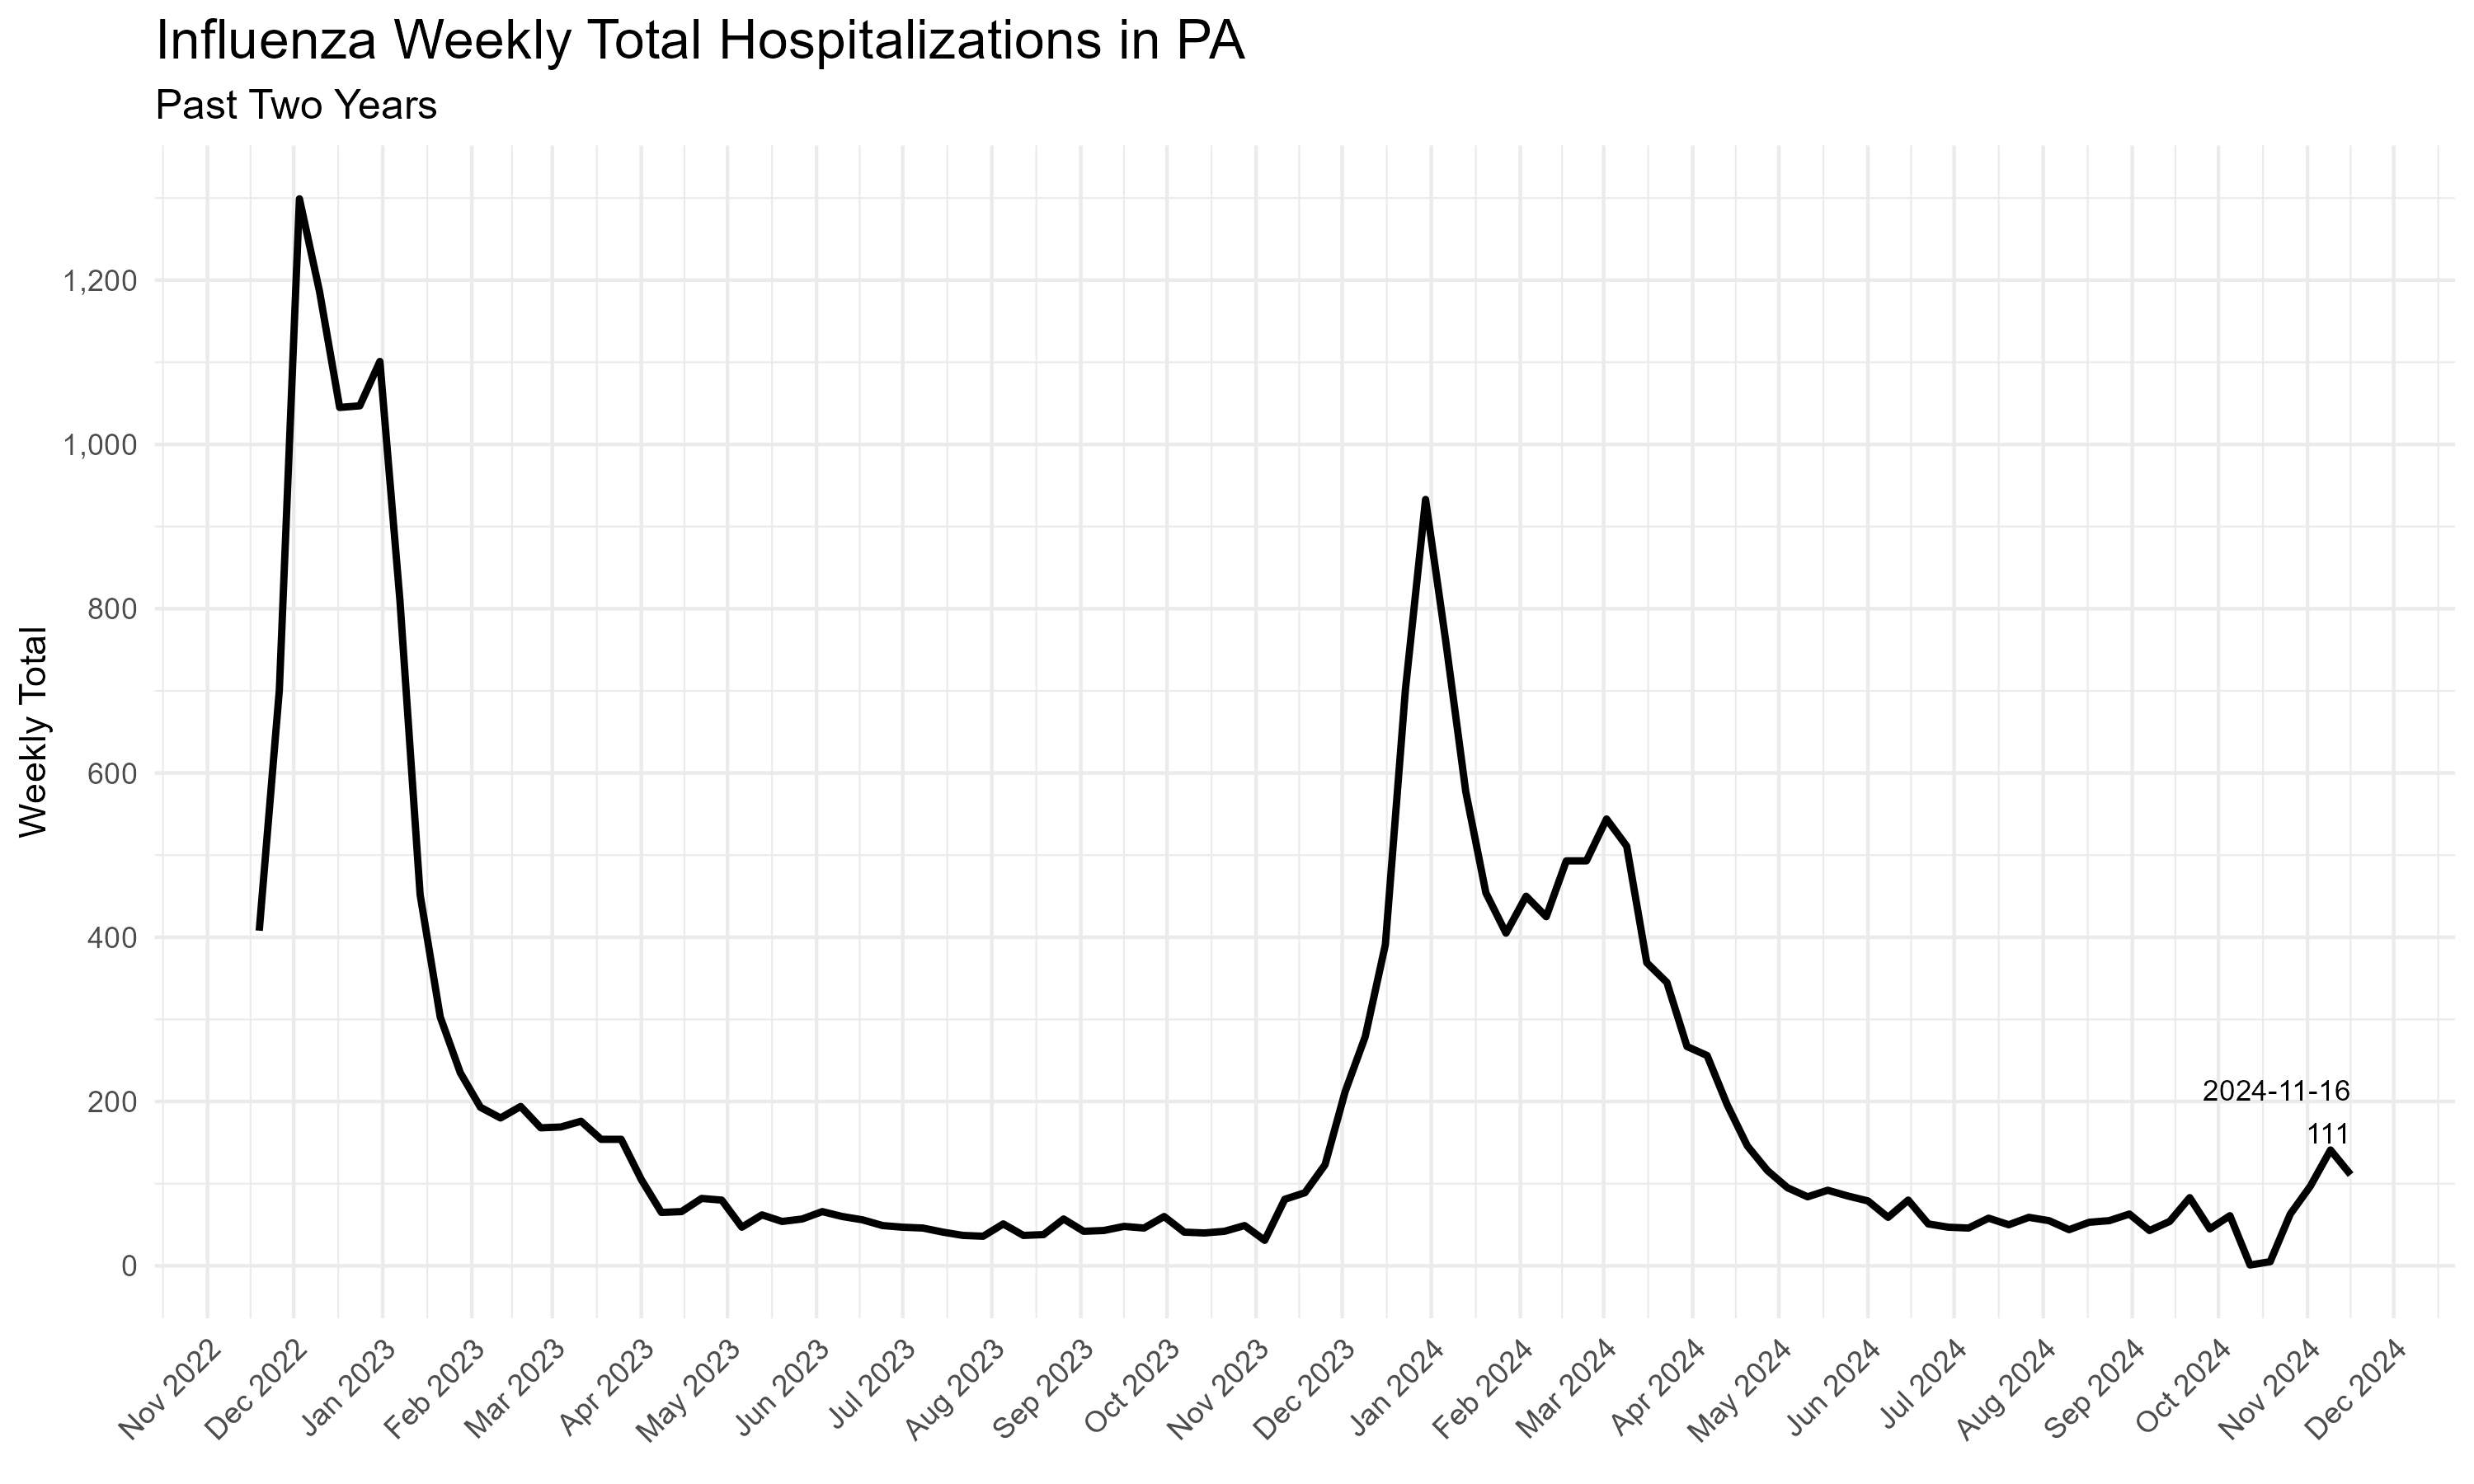 Influenza Weekly Total Hospitalizations in PA
Past Two Years
Weekly Total
1,200
1,000
800
600
400
200
0
2024-11-16
111
Nov 2022
Dec 2022
Jan 2023
Feb 2023
Mar 2023
Apr 2023
May 2023
Jun 2023
Jul 2023
Aug 2023
Sep 2023
Oct 2023
Nov 2023
Dec 2023
Jan 2024
Feb 2024
Mar 2024
Apr 2024
May 2024
Jun 2024
Jul 2024
Aug 2024
Sep 2024
Oct 2024
Nov 2024
Dec 2024